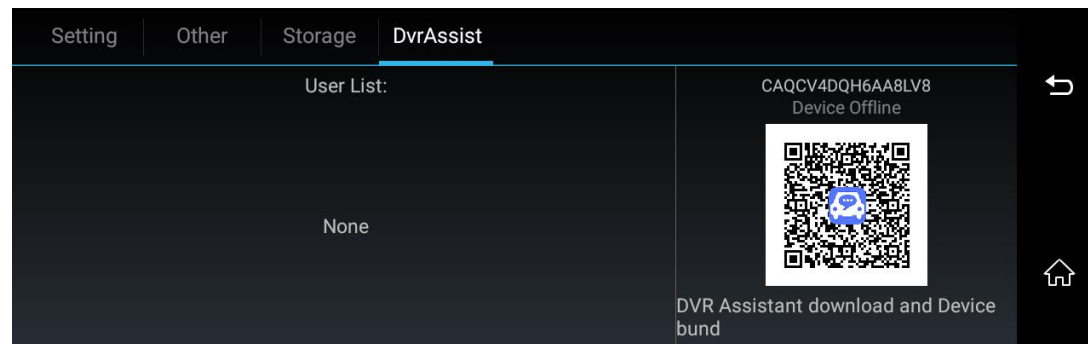 Setting Other Storage DvrAssist
User List:
None
CAQCV4DQH6AA8LV8
Device Offline
DVR Assistant download and Device
bund